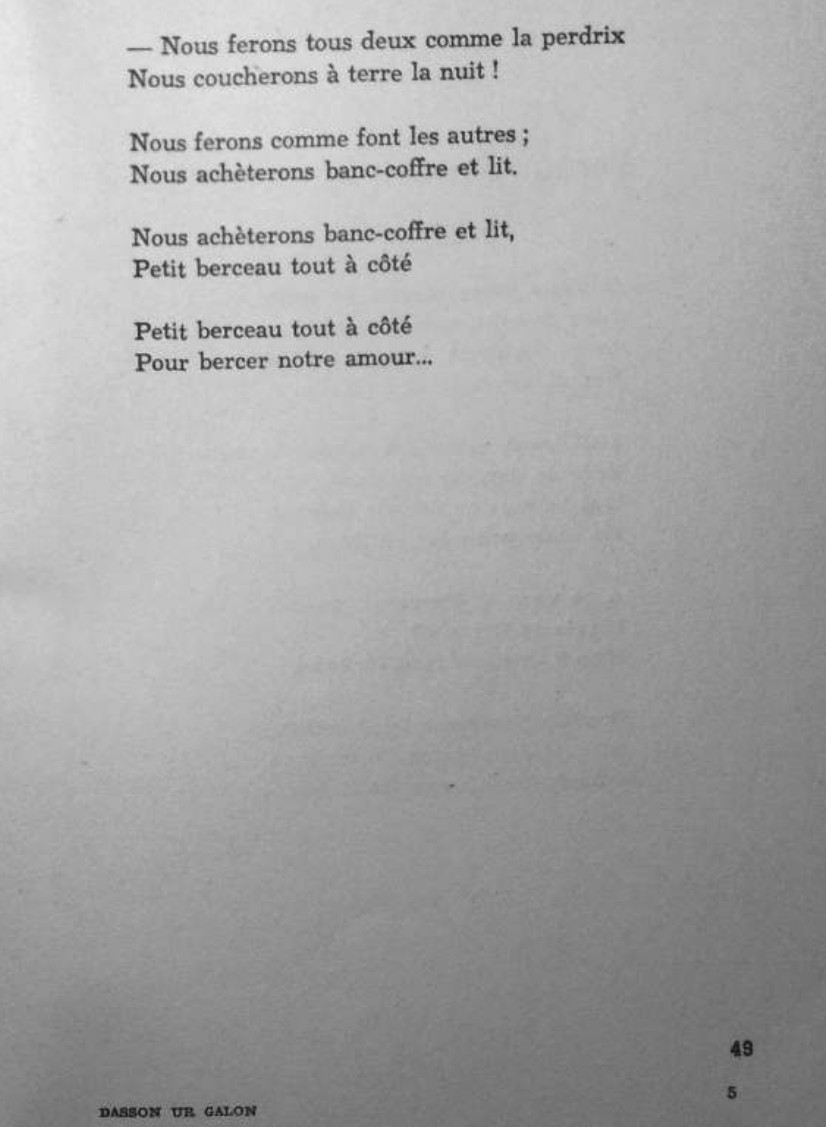 — Nous ferons tous deux comme la perdrix
Nous coucherons à terre la nuit !

Nous ferons comme font les autres ;
Nous achèterons banc-coffre et lit.

Nous achèterons banc-coffre et lit,
Petit berceau tout à côté

Petit berceau tout à côté
Pour bercer notre amour...

49
5
DASSON UR GALON